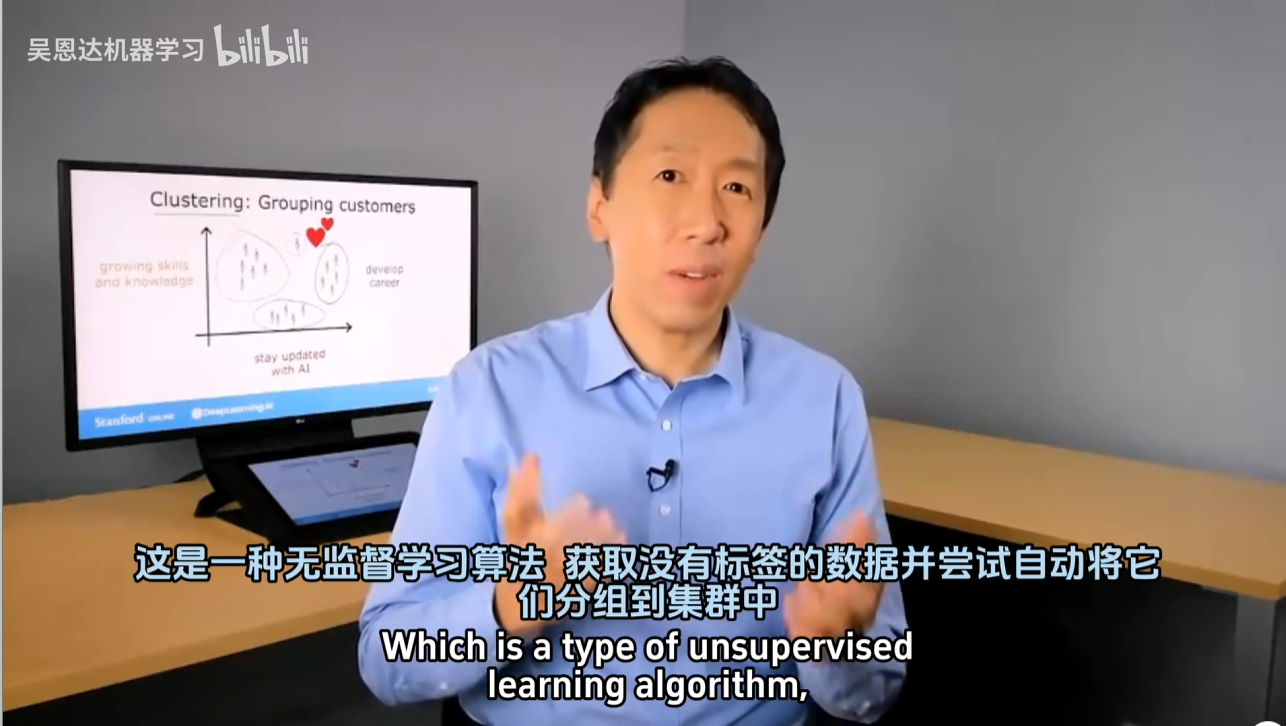 吴恩达机器学习 bilibili
Clustering: Grouping customers
growing skills
and knowledge
develop
career
stay updated
with AI
Stanford ONLINE DeepLearning.AI
这是一种无监督学习算法 获取没有标签的数据并尝试自动将它
们分组到集群中
Which is a type of unsupervised
learning algorithm,